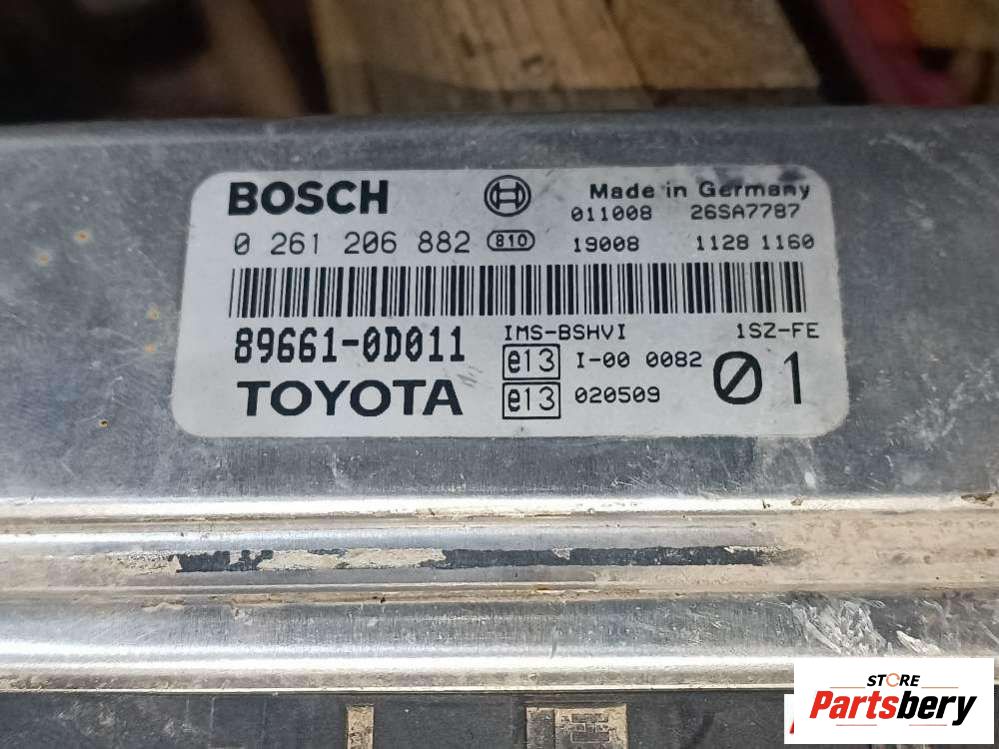 BOSCH Made in Germany
011008 26SA7787
0 261 206 882 810 19008 1128 1160
89661-0D011 IMS-BSHVI 1SZ-FE
e13 I-00 0082 01
TOYOTA e13 020509
STORE
Partsbery